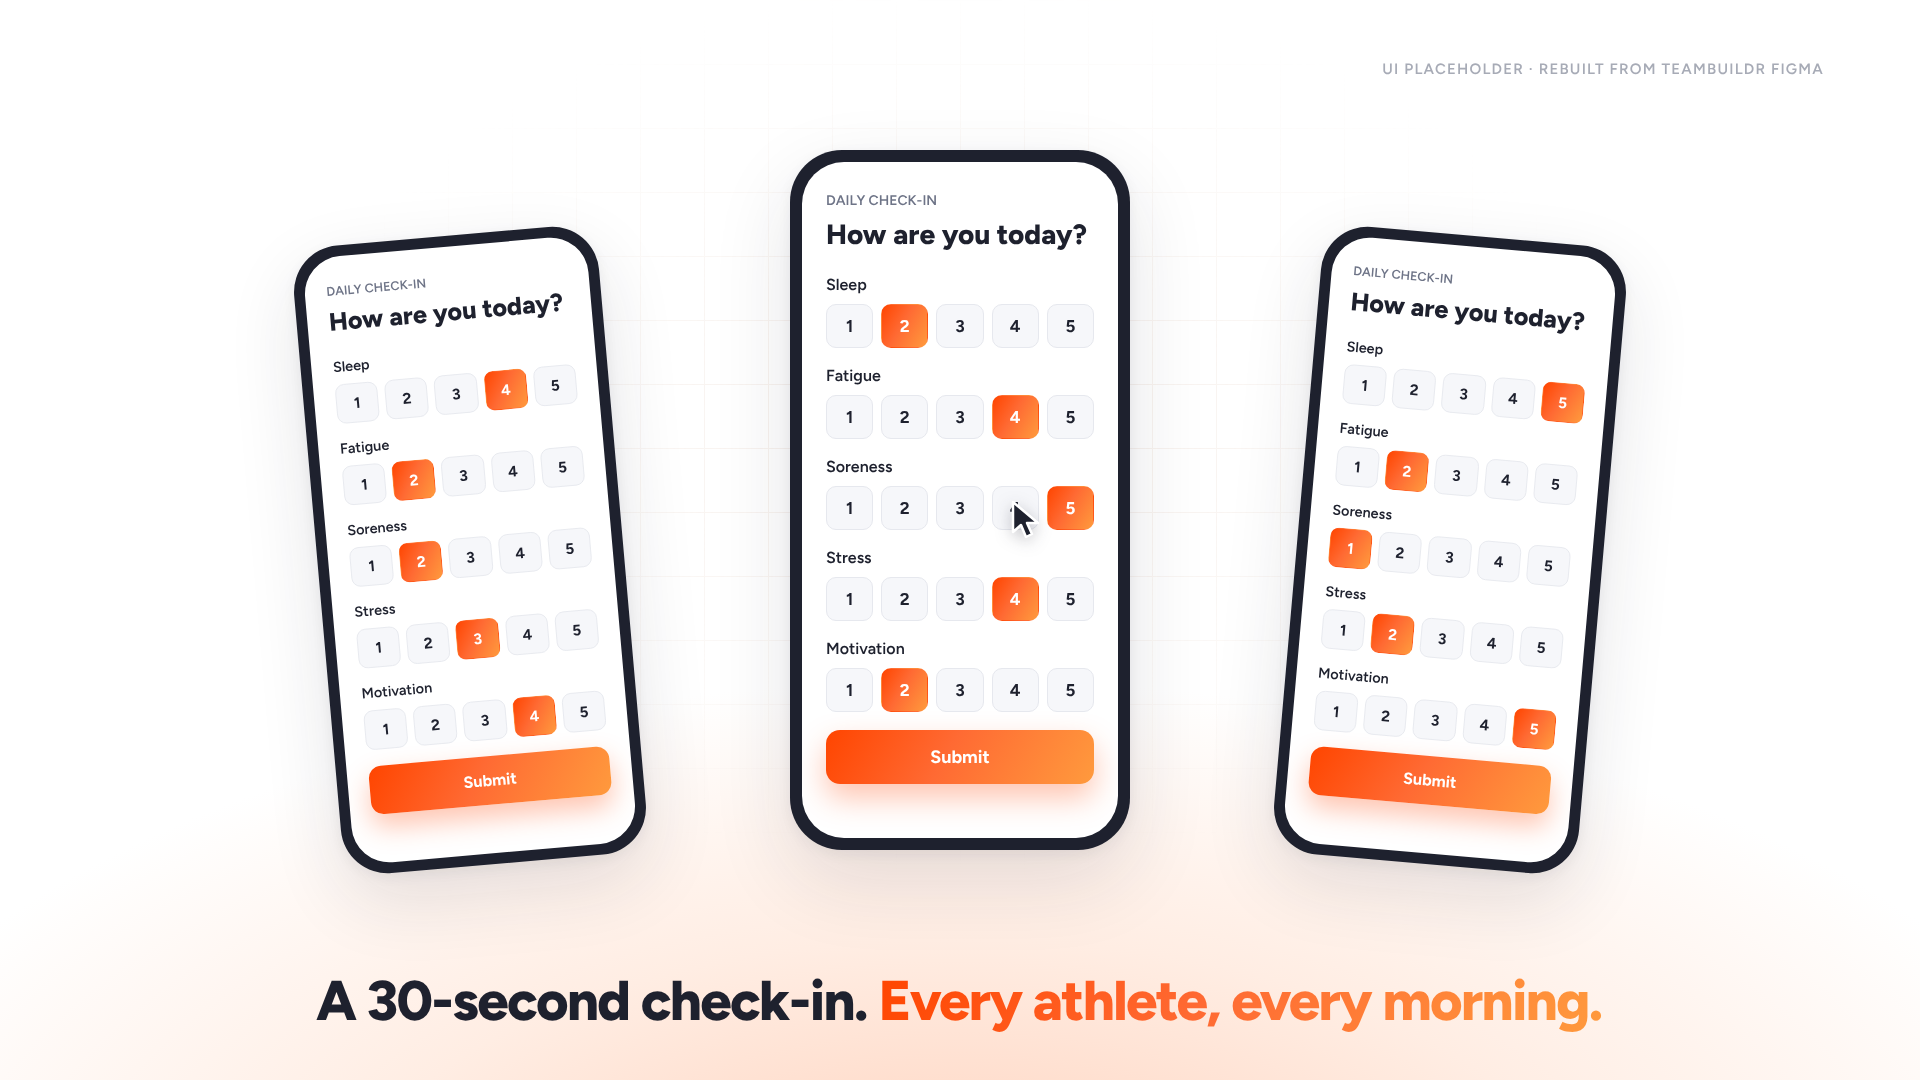 UI PLACEHOLDER · REBUILT FROM TEAMBUILDR FIGMA
DAILY CHECK-IN
How are you today?
Sleep
1 2 3 4 5
Fatigue
1 2 3 4 5
Soreness
1 2 3 4 5
Stress
1 2 3 4 5
Motivation
1 2 3 4 5
Submit
DAILY CHECK-IN
How are you today?
Sleep
1 2 3 4 5
Fatigue
1 2 3 4 5
Soreness
1 2 3 5
Stress
1 2 3 4 5
Motivation
1 2 3 4 5
Submit
DAILY CHECK-IN
How are you today?
Sleep
1 2 3 4 5
Fatigue
1 2 3 4 5
Soreness
1 2 3 4 5
Stress
1 2 3 4 5
Motivation
1 2 3 4 5
Submit
A 30-second check-in. Every athlete, every morning.